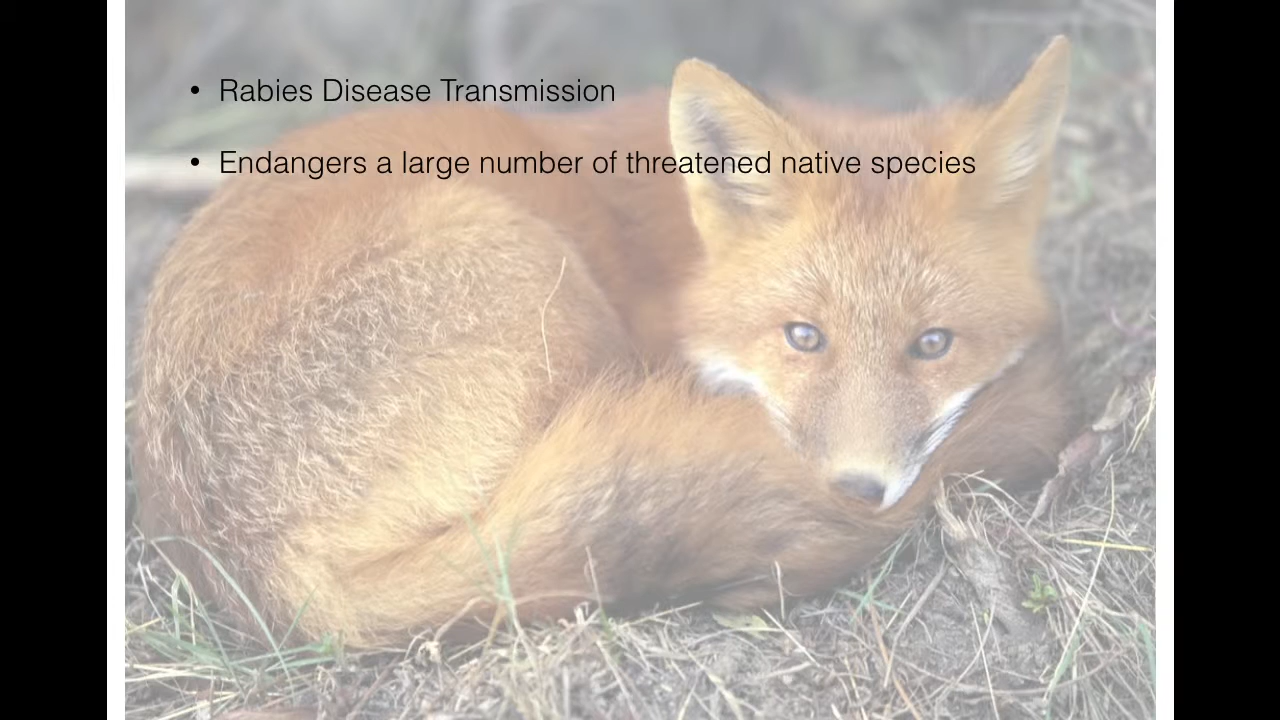 • Rabies Disease Transmission
• Endangers a large number of threatened native species